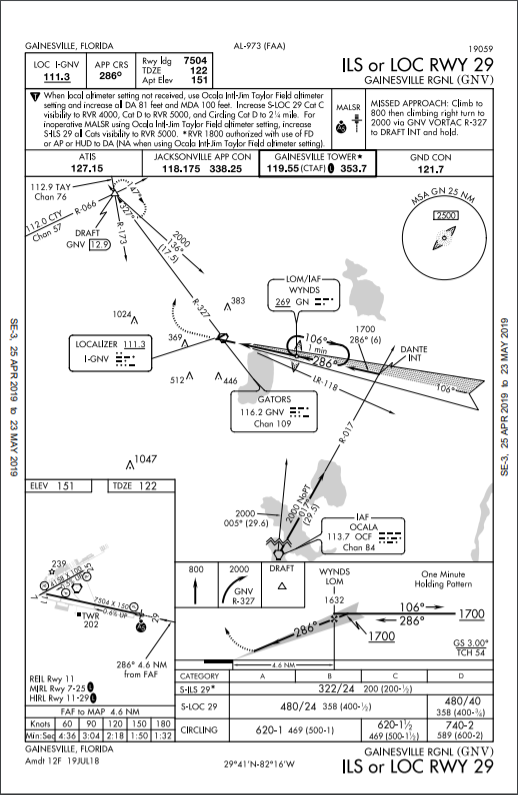 GAINESVILLE, FLORIDA
AL-973 (FAA)
19059
LOC I-GNV
111.3
APP CRS
286°
Rwy ldg 7504
TDZE 122
Apt Elev 151
ILS or LOC RWY 29
GAINESVILLE RGNL (GNV)
T
When local altimeter setting not received, use Ocala Intl-Jim Taylor Field altimeter
setting and increase all DA 81 feet and MDA 100 feet. Increase S-LOC 29 Cat C
visibility to RVR 4000, Cat D to RVR 5000, and Circling Cat D to 2¼ mile. For
inoperative MALSR using Ocala Intl-Jim Taylor Field altimeter setting, increase
S-ILS 29 all Cats visibility to RVR 5000. *RVR 1800 authorized with use of FD
or AP or HUD to DA (NA when using Ocala Intl-Jim Taylor Field altimeter setting).
MALSR
A5
MISSED APPROACH: Climb to
800 then climbing right turn to
2000 via GNV VORTAC R-327
to DRAFT INT and hold.
ATIS
127.15
JACKSONVILLE APP CON
118.175 338.25
GAINESVILLE TOWER*
119.55 (CTAF) L 353.7
GND CON
121.7
112.9 TAY
Chan 76
R-066
112.0 CTY
Chan 57
147°
327°
DRAFT
GNV 12.9
R-173
2000
136°
(17.5)
R-327
MSA GN 25 NM
2500
LOM/IAF
WYNDS
269 GN
383
1024
369
LOCALIZER 111.3
I-GNV
106°
1 min
286°
1700
286° (6)
DANTE
INT
106°
LR-118
512
446
GATORS
116.2 GNV
Chan 109
R-017
1047
2000
005° (29.6)
2000 NoPT
017°
(29.5)
IAF
OCALA
113.7 OCF
Chan 84
ELEV 151
TDZE 122
239
4158 X 100
25
7
11
7504 X 150
0.6% UP
29
A5
TWR
202
286° 4.6 NM
from FAF
REIL Rwy 11
MIRL Rwy 7-25 L
HIRL Rwy 11-29 L
FAF to MAP 4.6 NM
Knots 60 90 120 150 180
Min:Sec 4:36 3:04 2:18 1:50 1:32
800
2000
GNV
R-327
DRAFT
WYNDS
LOM
I
1632
One Minute
Holding Pattern
106°
1700
286°
286°
1700
GS 3.00°
TCH 54
4.6 NM
CATEGORY A B C D
S-ILS 29* 322/24 200 (200-½)
S-LOC 29 480/24 358 (400-½) 480/40 358 (400-¾)
CIRCLING 620-1 469 (500-1) 620-1½ 469 (500-1½) 740-2 589 (600-2)
GAINESVILLE, FLORIDA
Amdt 12F 19JUL18
29°41'N-82°16'W
GAINESVILLE RGNL (GNV)
ILS or LOC RWY 29
SE-3, 25 APR 2019 to 23 MAY 2019
SE-3, 25 APR 2019 to 23 MAY 2019